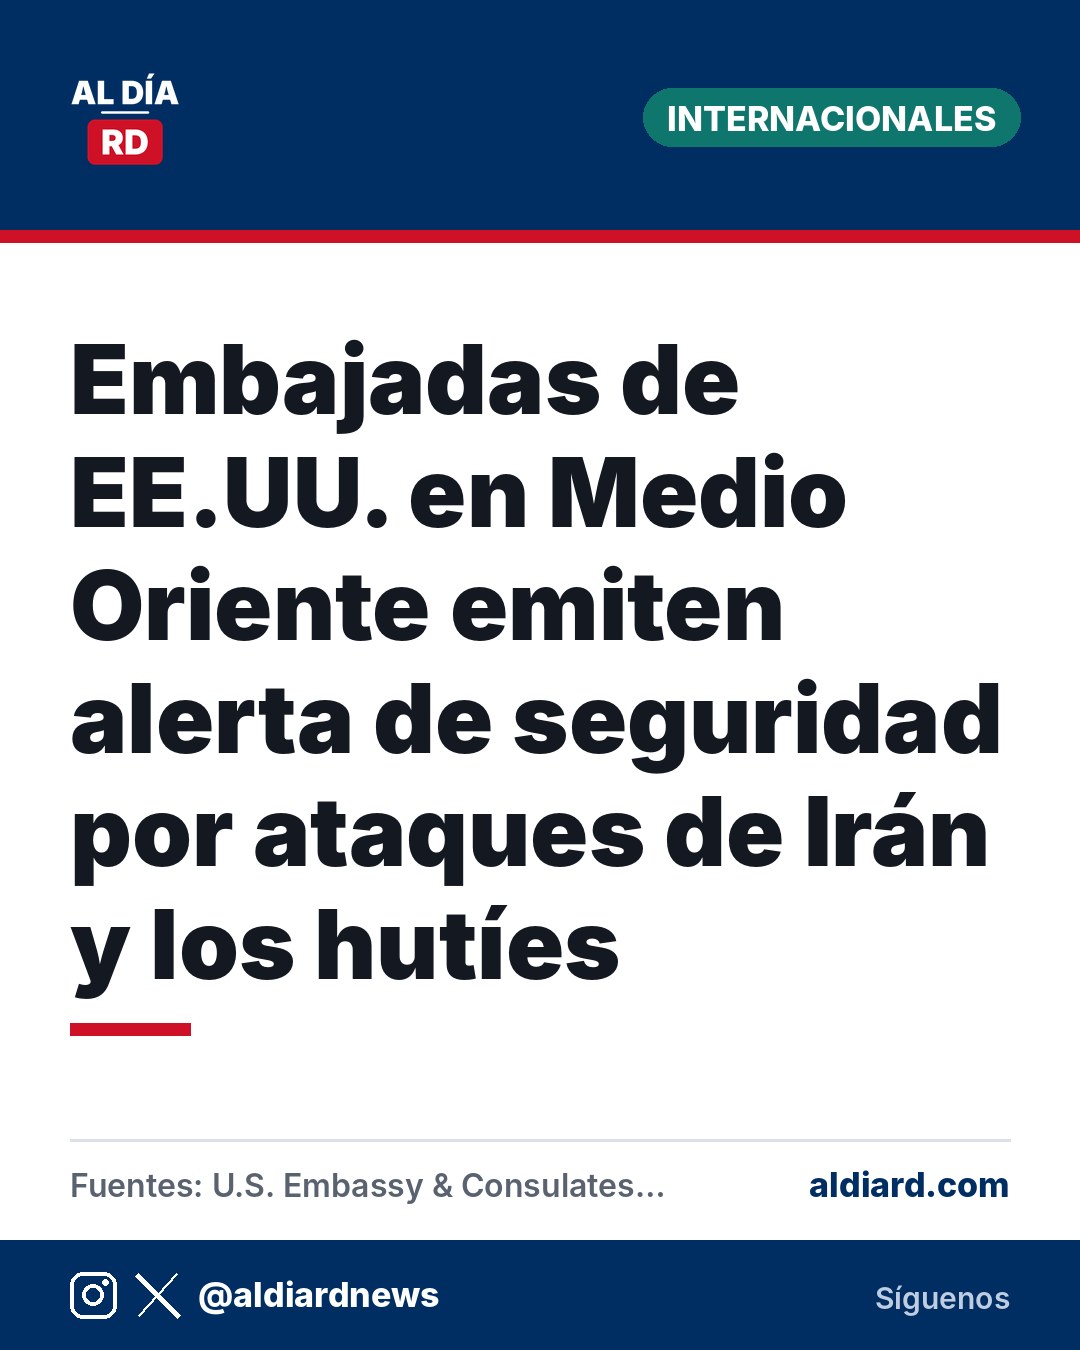 AL DÍA
RD
INTERNACIONALES
Embajadas de
EE.UU. en Medio
Oriente emiten
alerta de seguridad
por ataques de Irán
y los hutíes
Fuentes: U.S. Embassy & Consulates...
aldiard.com
@aldiardnews
Síguenos